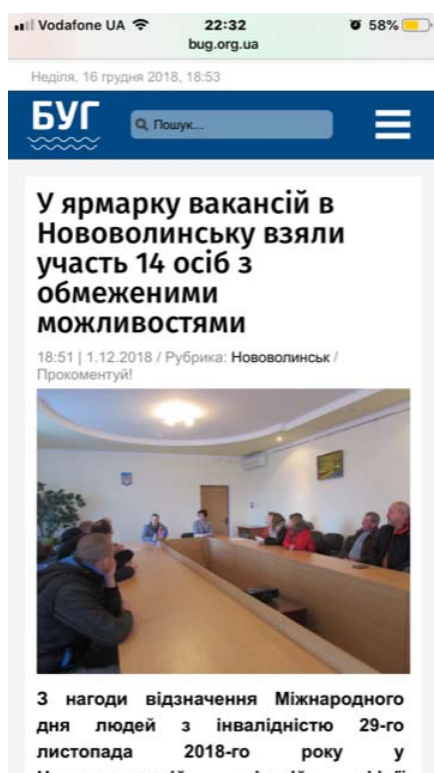 Vodafone UA 22:32 58%
bug.org.ua
Неділя, 16 грудня 2018, 18:53
БУГ Пошук...
У ярмарку вакансій в
Нововолинську взяли
участь 14 осіб з
обмеженими
можливостями
18:51 | 1.12.2018 / Рубрика: Нововолинськ /
Прокоментуй!
З нагоди відзначення Міжнародного
дня людей з інвалідністю 29-го
листопада 2018-го року у